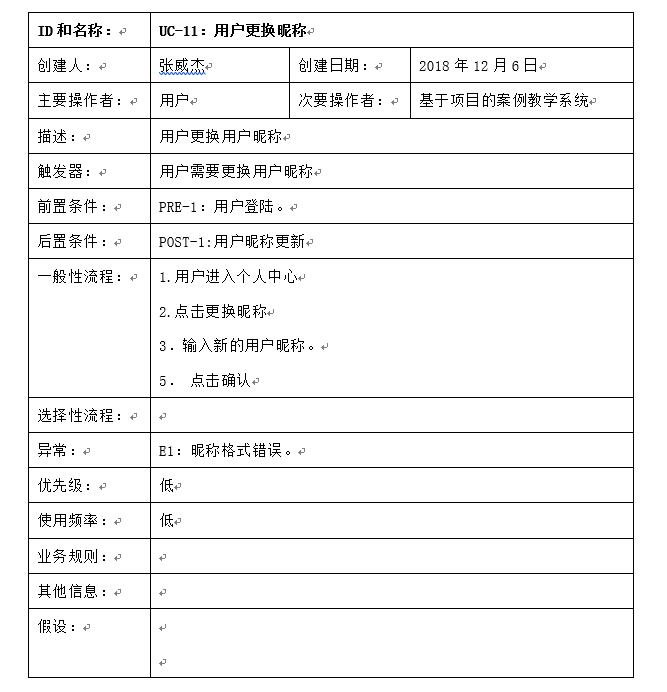 ID和名称： UC-11：用户更换昵称
创建人： 张威杰 创建日期： 2018年12月6日
主要操作者： 用户 次要操作者： 基于项目的案例教学系统
描述： 用户更换用户昵称
触发器： 用户需要更换用户昵称
前置条件： PRE-1：用户登陆。
后置条件： POST-1:用户昵称更新
一般性流程： 1.用户进入个人中心
2.点击更换昵称
3．输入新的用户昵称。
5． 点击确认
选择性流程：
异常： E1：昵称格式错误。
优先级： 低
使用频率： 低
业务规则：
其他信息：
假设：